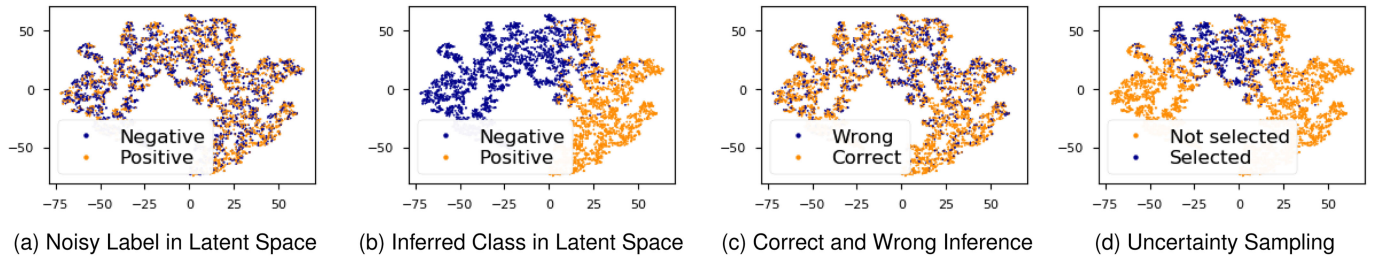 50
0
−50
−75 −50 −25 0 25 50
Negative
Positive
(a) Noisy Label in Latent Space
50
0
−50
−75 −50 −25 0 25 50
Negative
Positive
(b) Inferred Class in Latent Space
50
0
−50
−75 −50 −25 0 25 50
Wrong
Correct
(c) Correct and Wrong Inference
50
0
−50
−75 −50 −25 0 25 50
Not selected
Selected
(d) Uncertainty Sampling